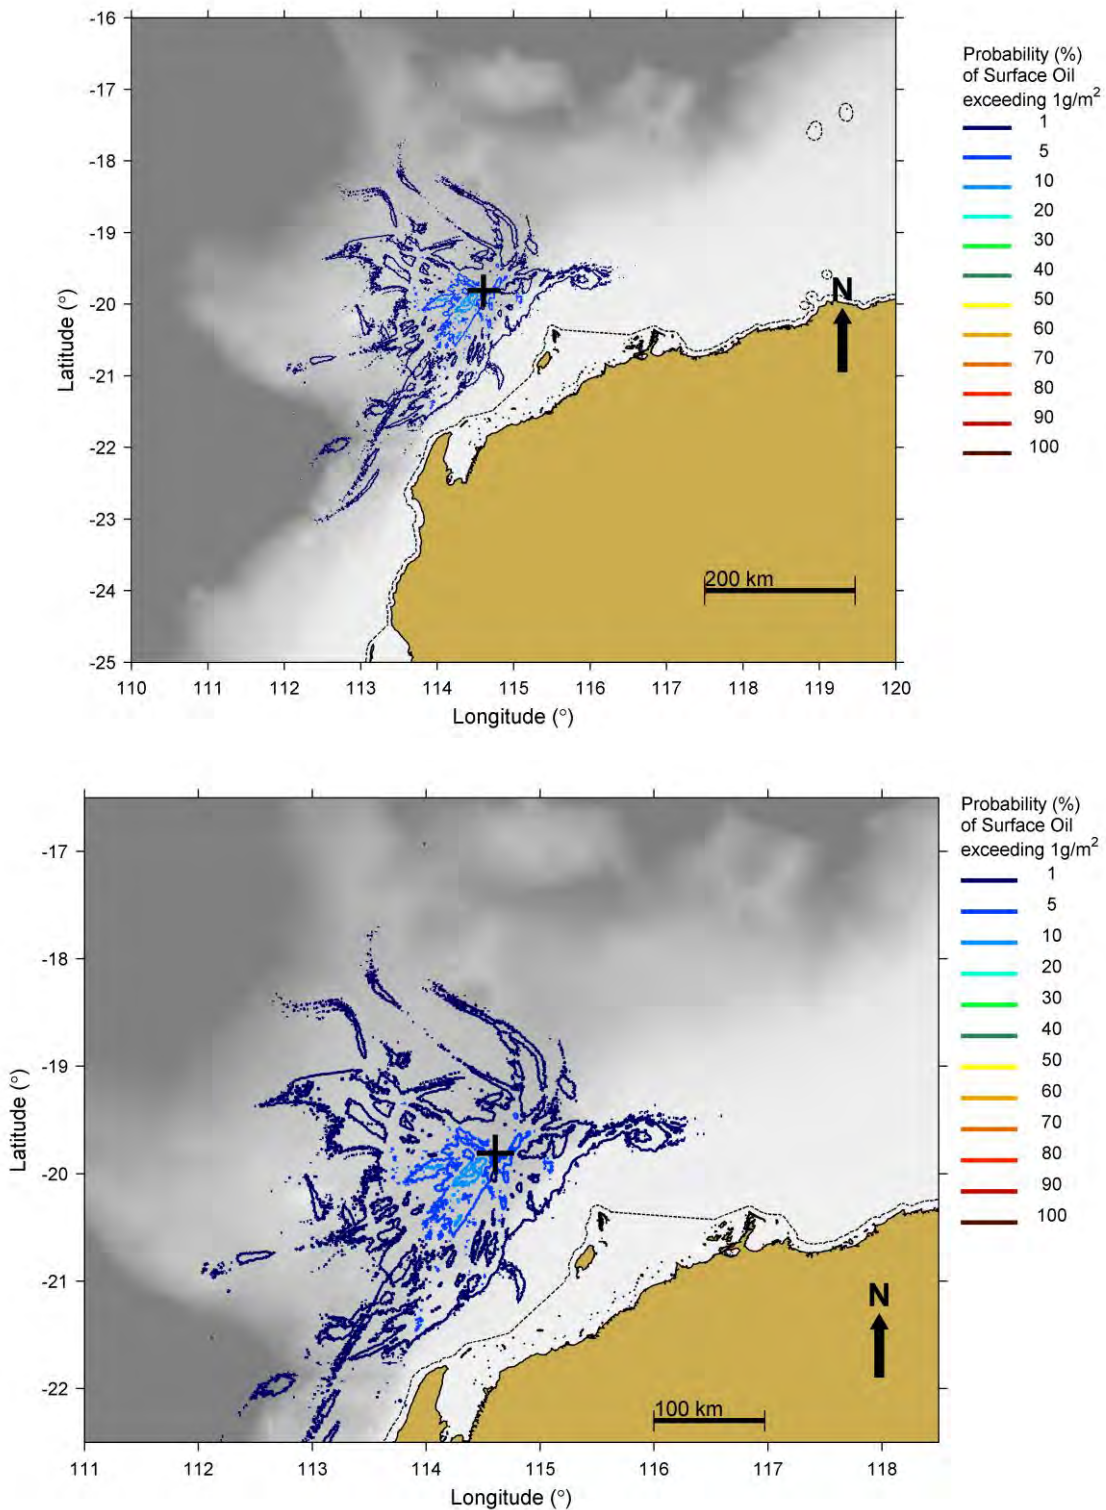 -16
-17
-18
-19
-20
-21
-22
-23
-24
-25
Latitude (°)
110 111 112 113 114 115 116 117 118 119 120
Longitude (°)
N
200 km
Probability (%)
of Surface Oil
exceeding 1g/m²
1
5
10
20
30
40
50
60
70
80
90
100
-17
-18
-19
-20
-21
-22
Latitude (°)
111 112 113 114 115 116 117 118
Longitude (°)
N
100 km
Probability (%)
of Surface Oil
exceeding 1g/m²
1
5
10
20
30
40
50
60
70
80
90
100